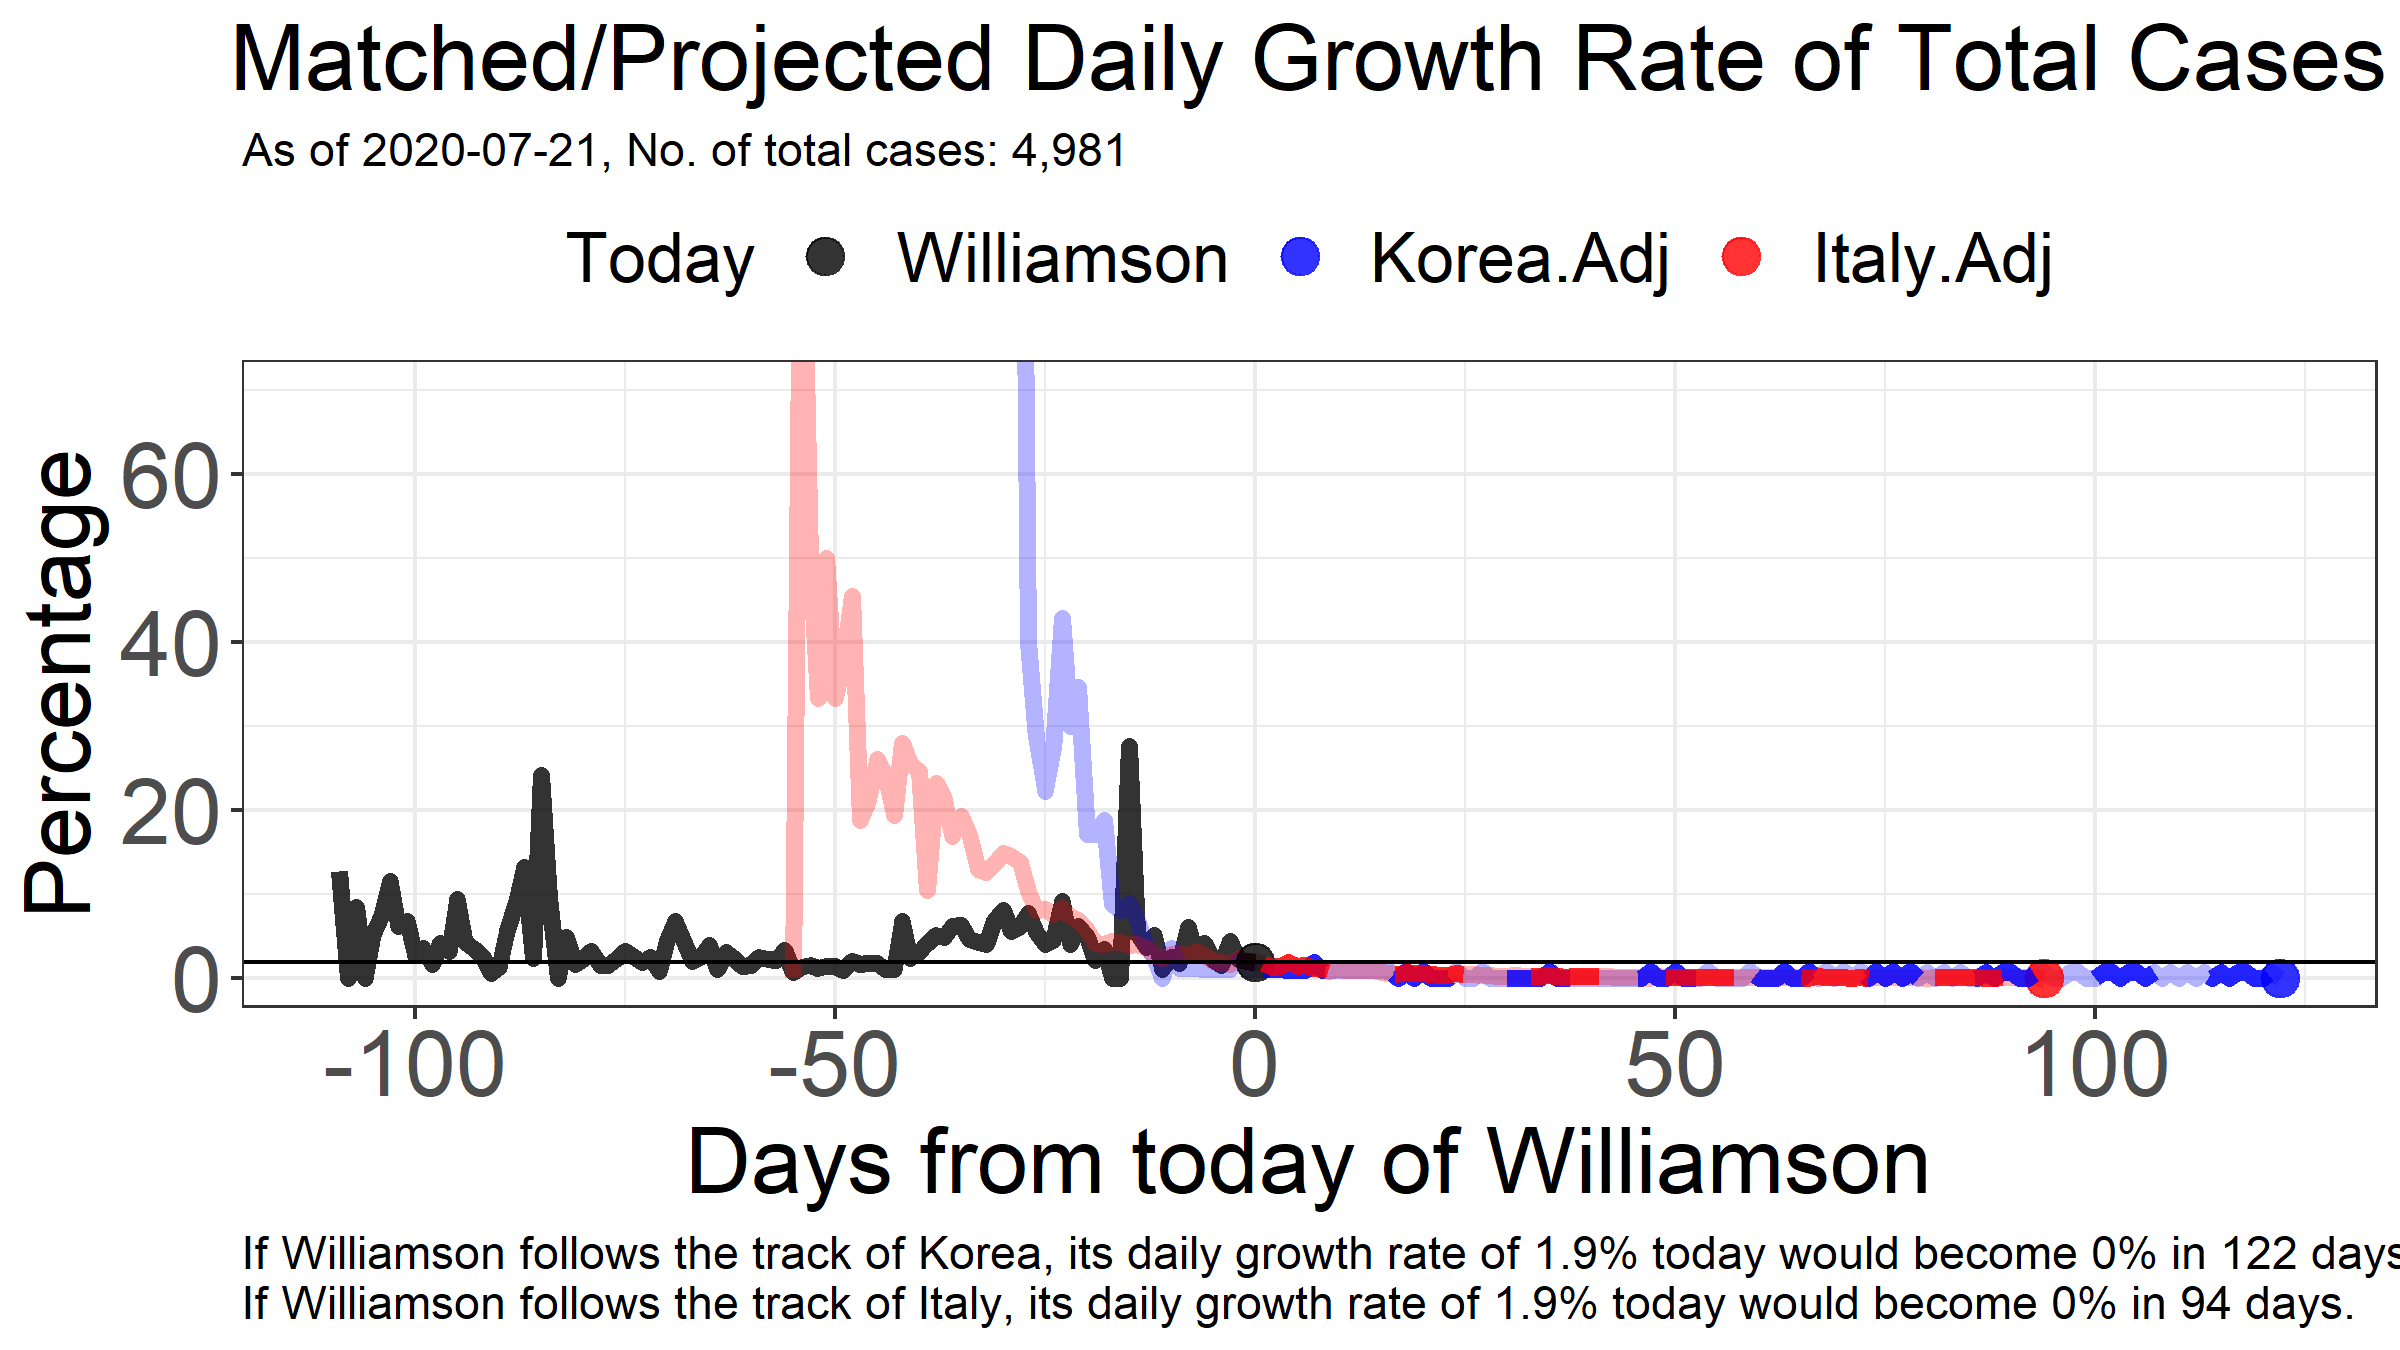 Matched/Projected Daily Growth Rate of Total Cases
As of 2020-07-21, No. of total cases: 4,981
Today Williamson Korea.Adj Italy.Adj
Percentage
60
40
20
0
-100 -50 0 50 100
Days from today of Williamson
If Williamson follows the track of Korea, its daily growth rate of 1.9% today would become 0% in 122 days
If Williamson follows the track of Italy, its daily growth rate of 1.9% today would become 0% in 94 days.